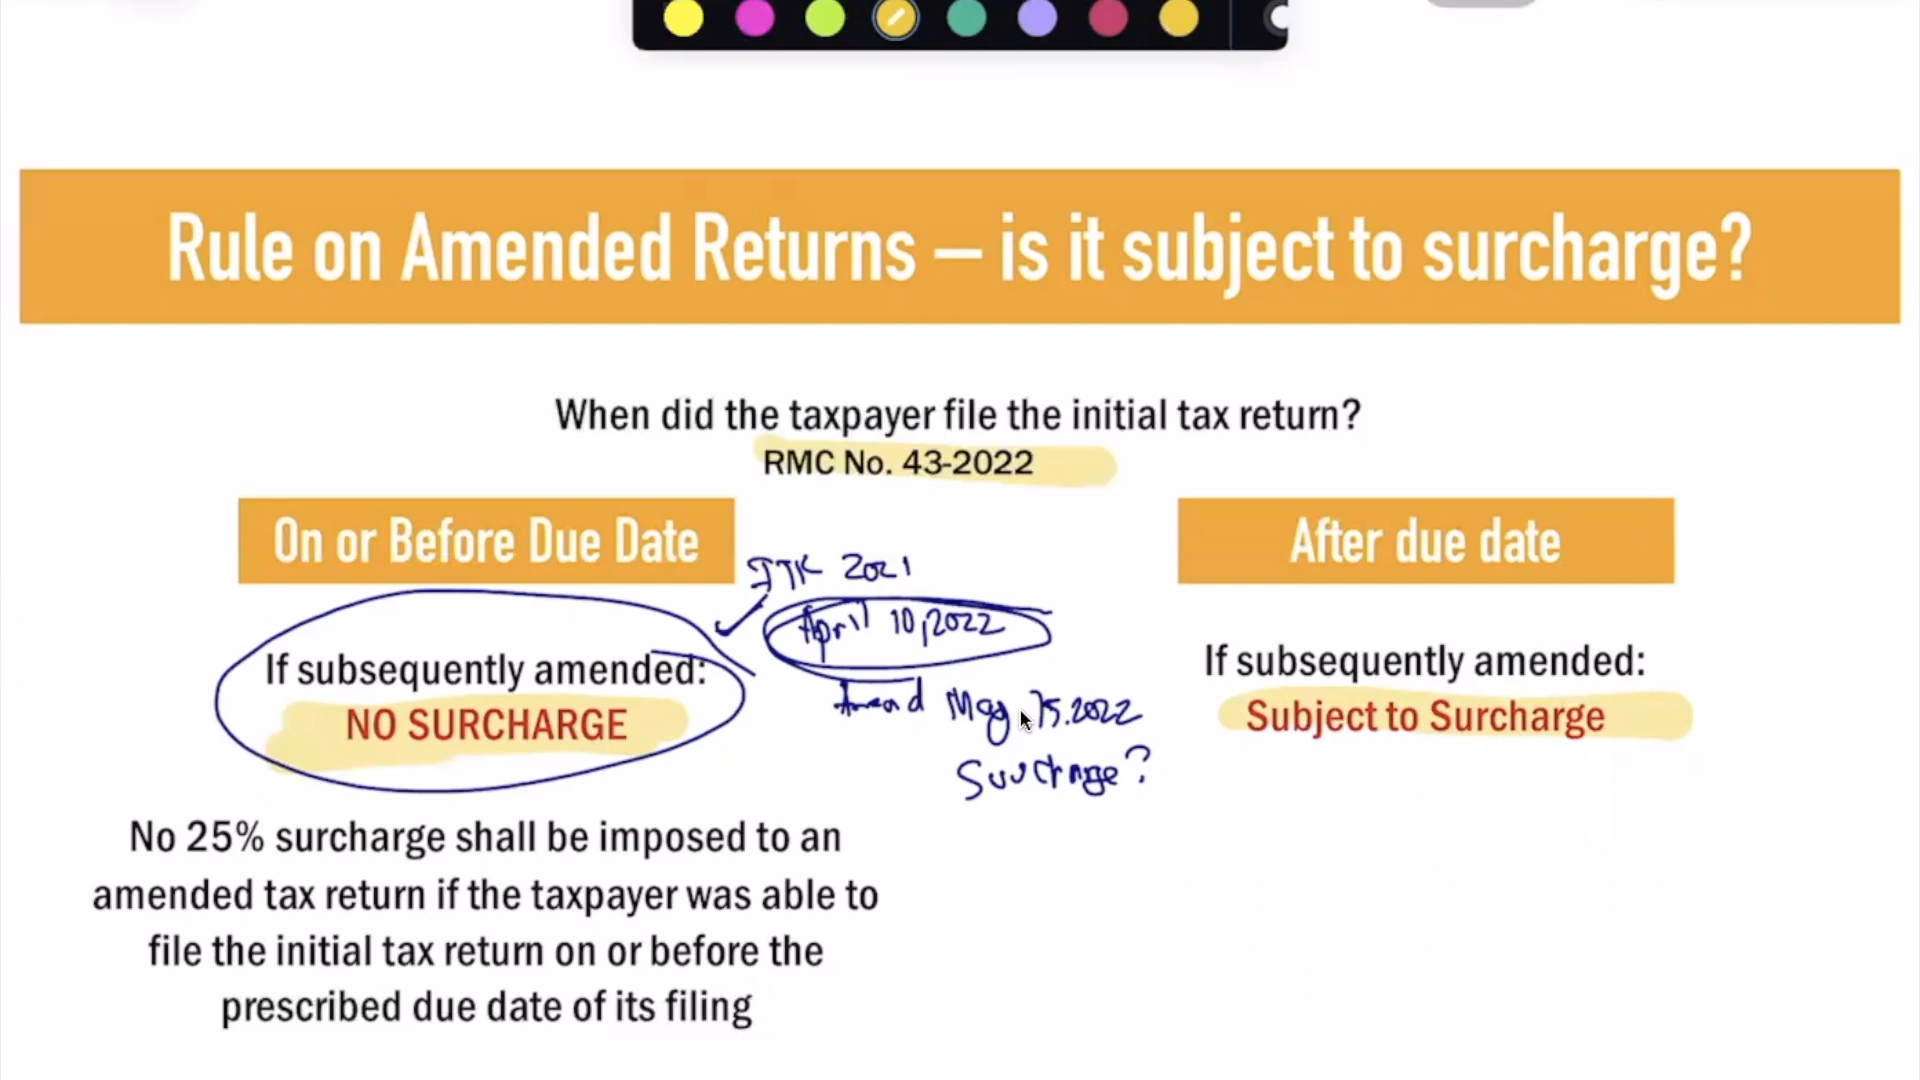 Rule on Amended Returns – is it subject to surcharge?
When did the taxpayer file the initial tax return?
RMC No. 43-2022
On or Before Due Date
2021
April 10, 2022
If subsequently amended:
NO SURCHARGE
Amend May 15. 2022
Surcharge?
No 25% surcharge shall be imposed to an
amended tax return if the taxpayer was able to
file the initial tax return on or before the
prescribed due date of its filing
After due date
If subsequently amended:
Subject to Surcharge